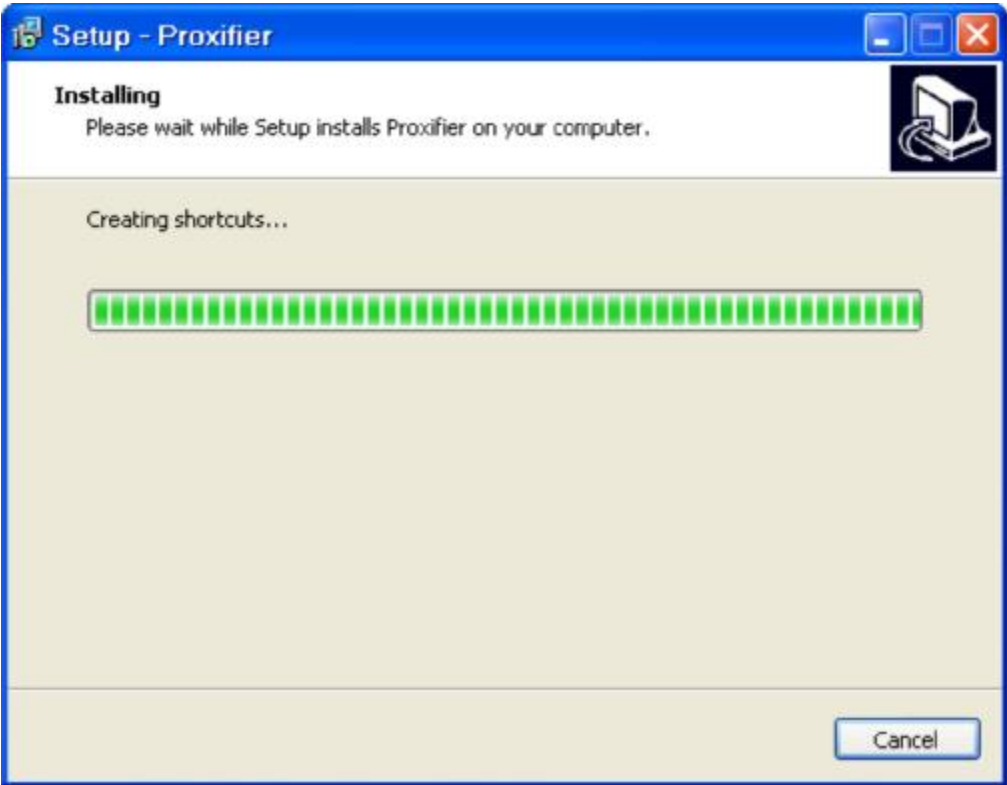 Setup - Proxifier
Installing
Please wait while Setup installs Proxifier on your computer.
Creating shortcuts...
Cancel